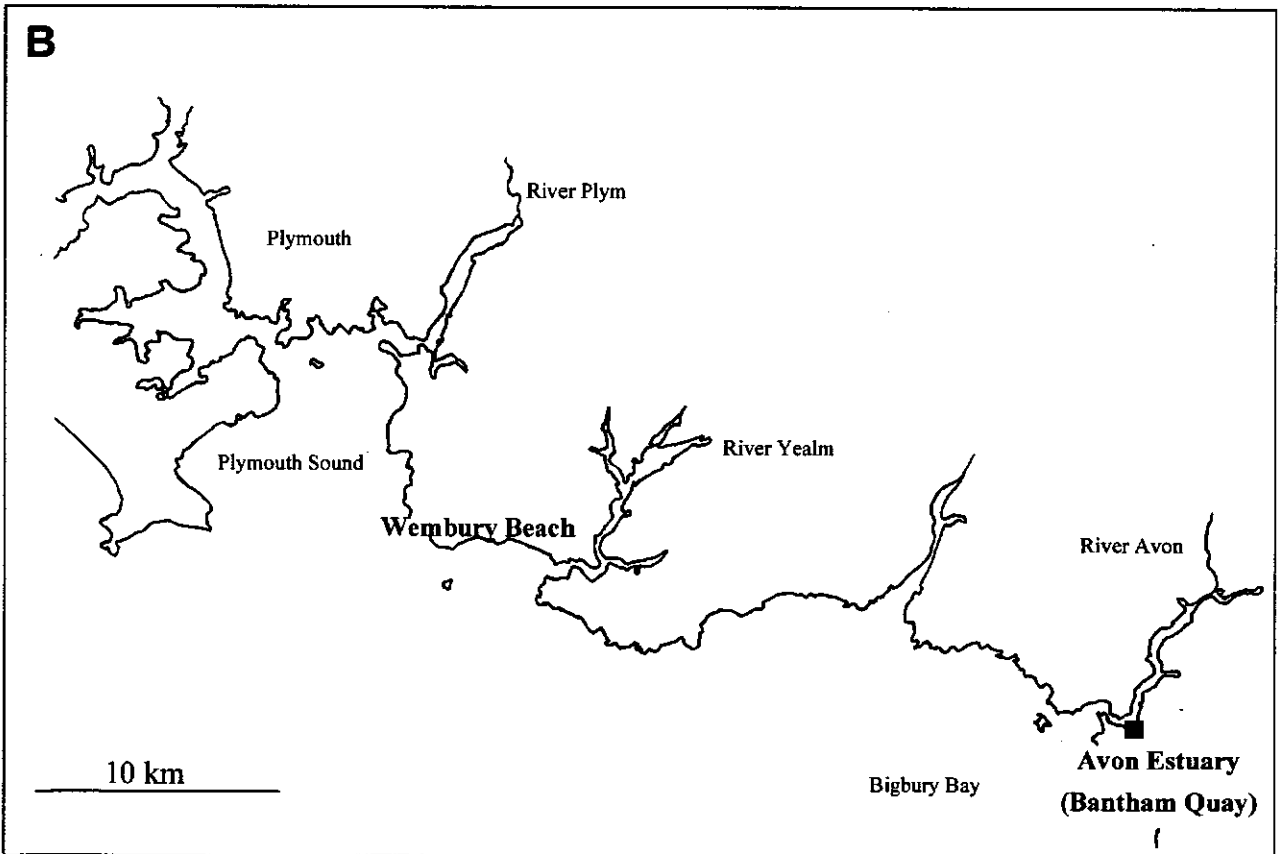 B
River Plym
Plymouth
River Yealm
Plymouth Sound
Wembury Beach
River Avon
10 km
Bigbury Bay
Avon Estuary
(Bantham Quay)